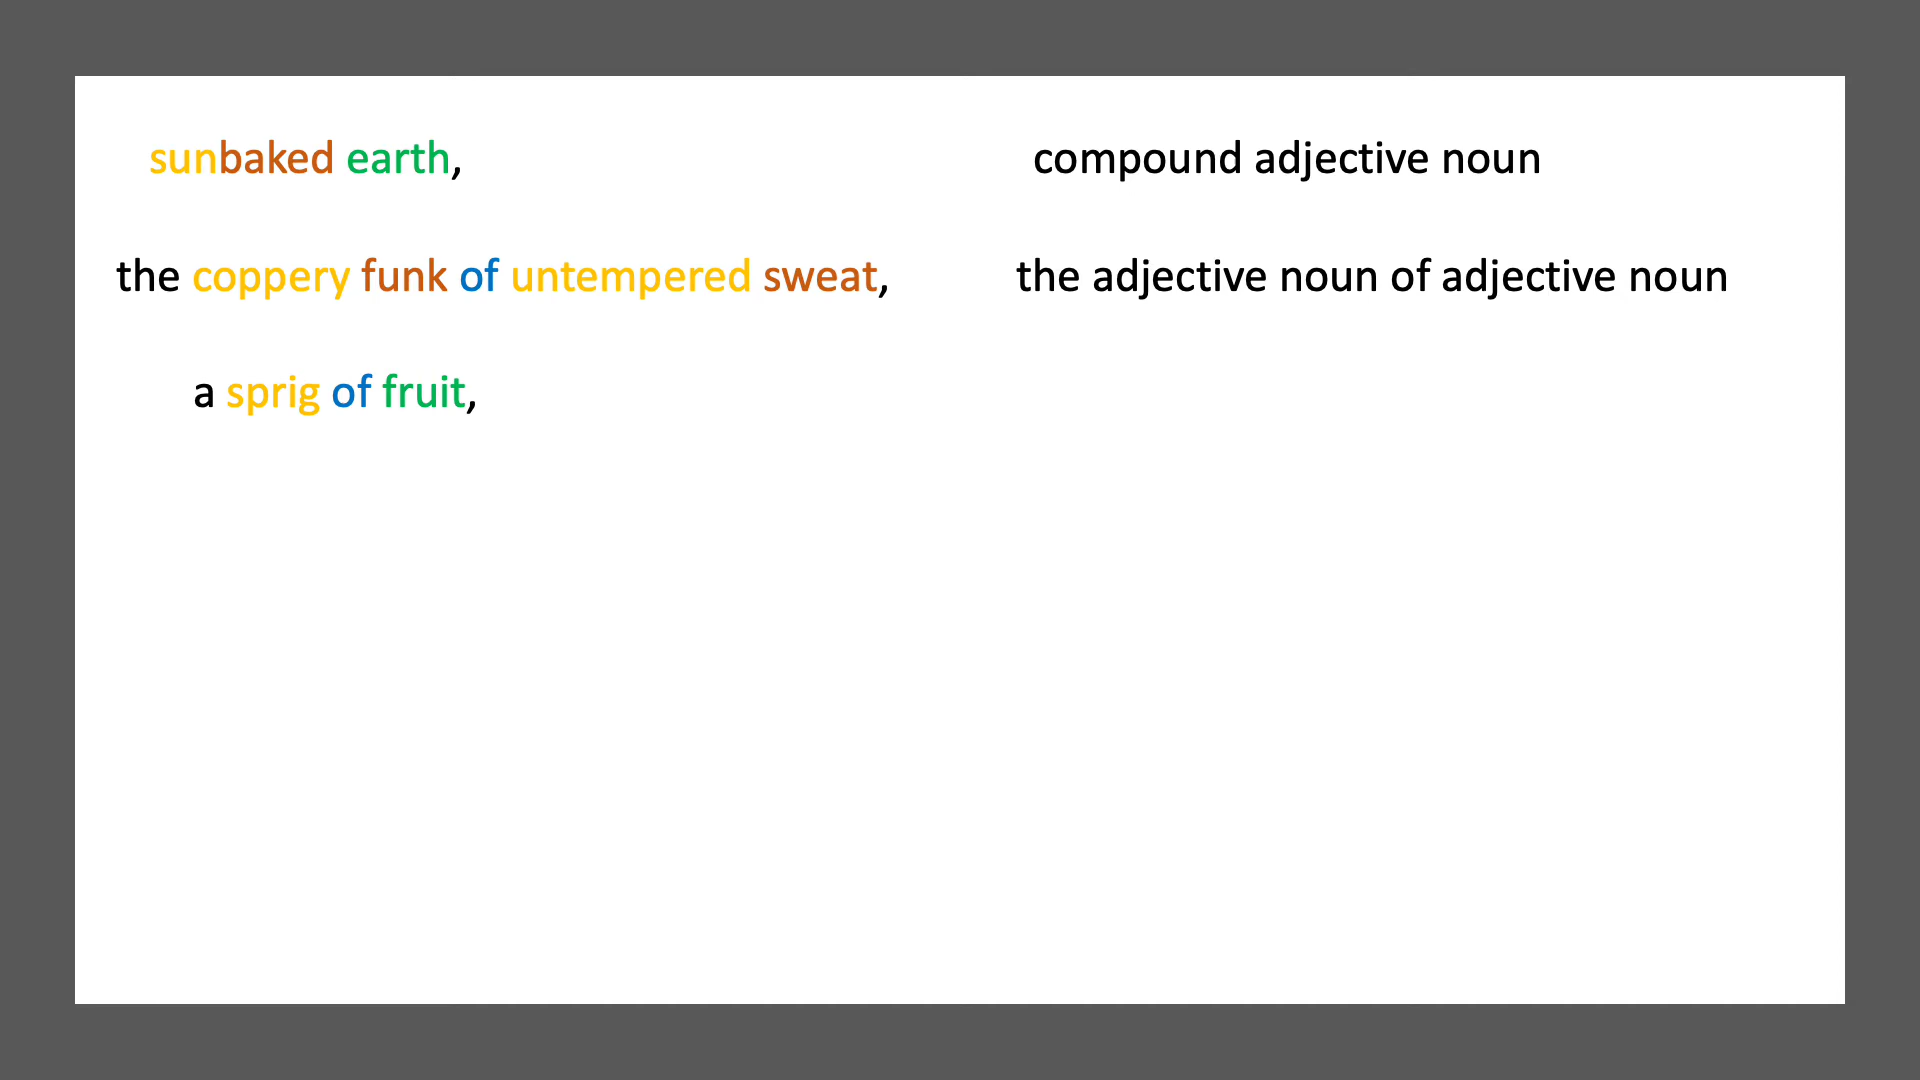 sunbaked earth, compound adjective noun
the coppery funk of untempered sweat, the adjective noun of adjective noun
a sprig of fruit,